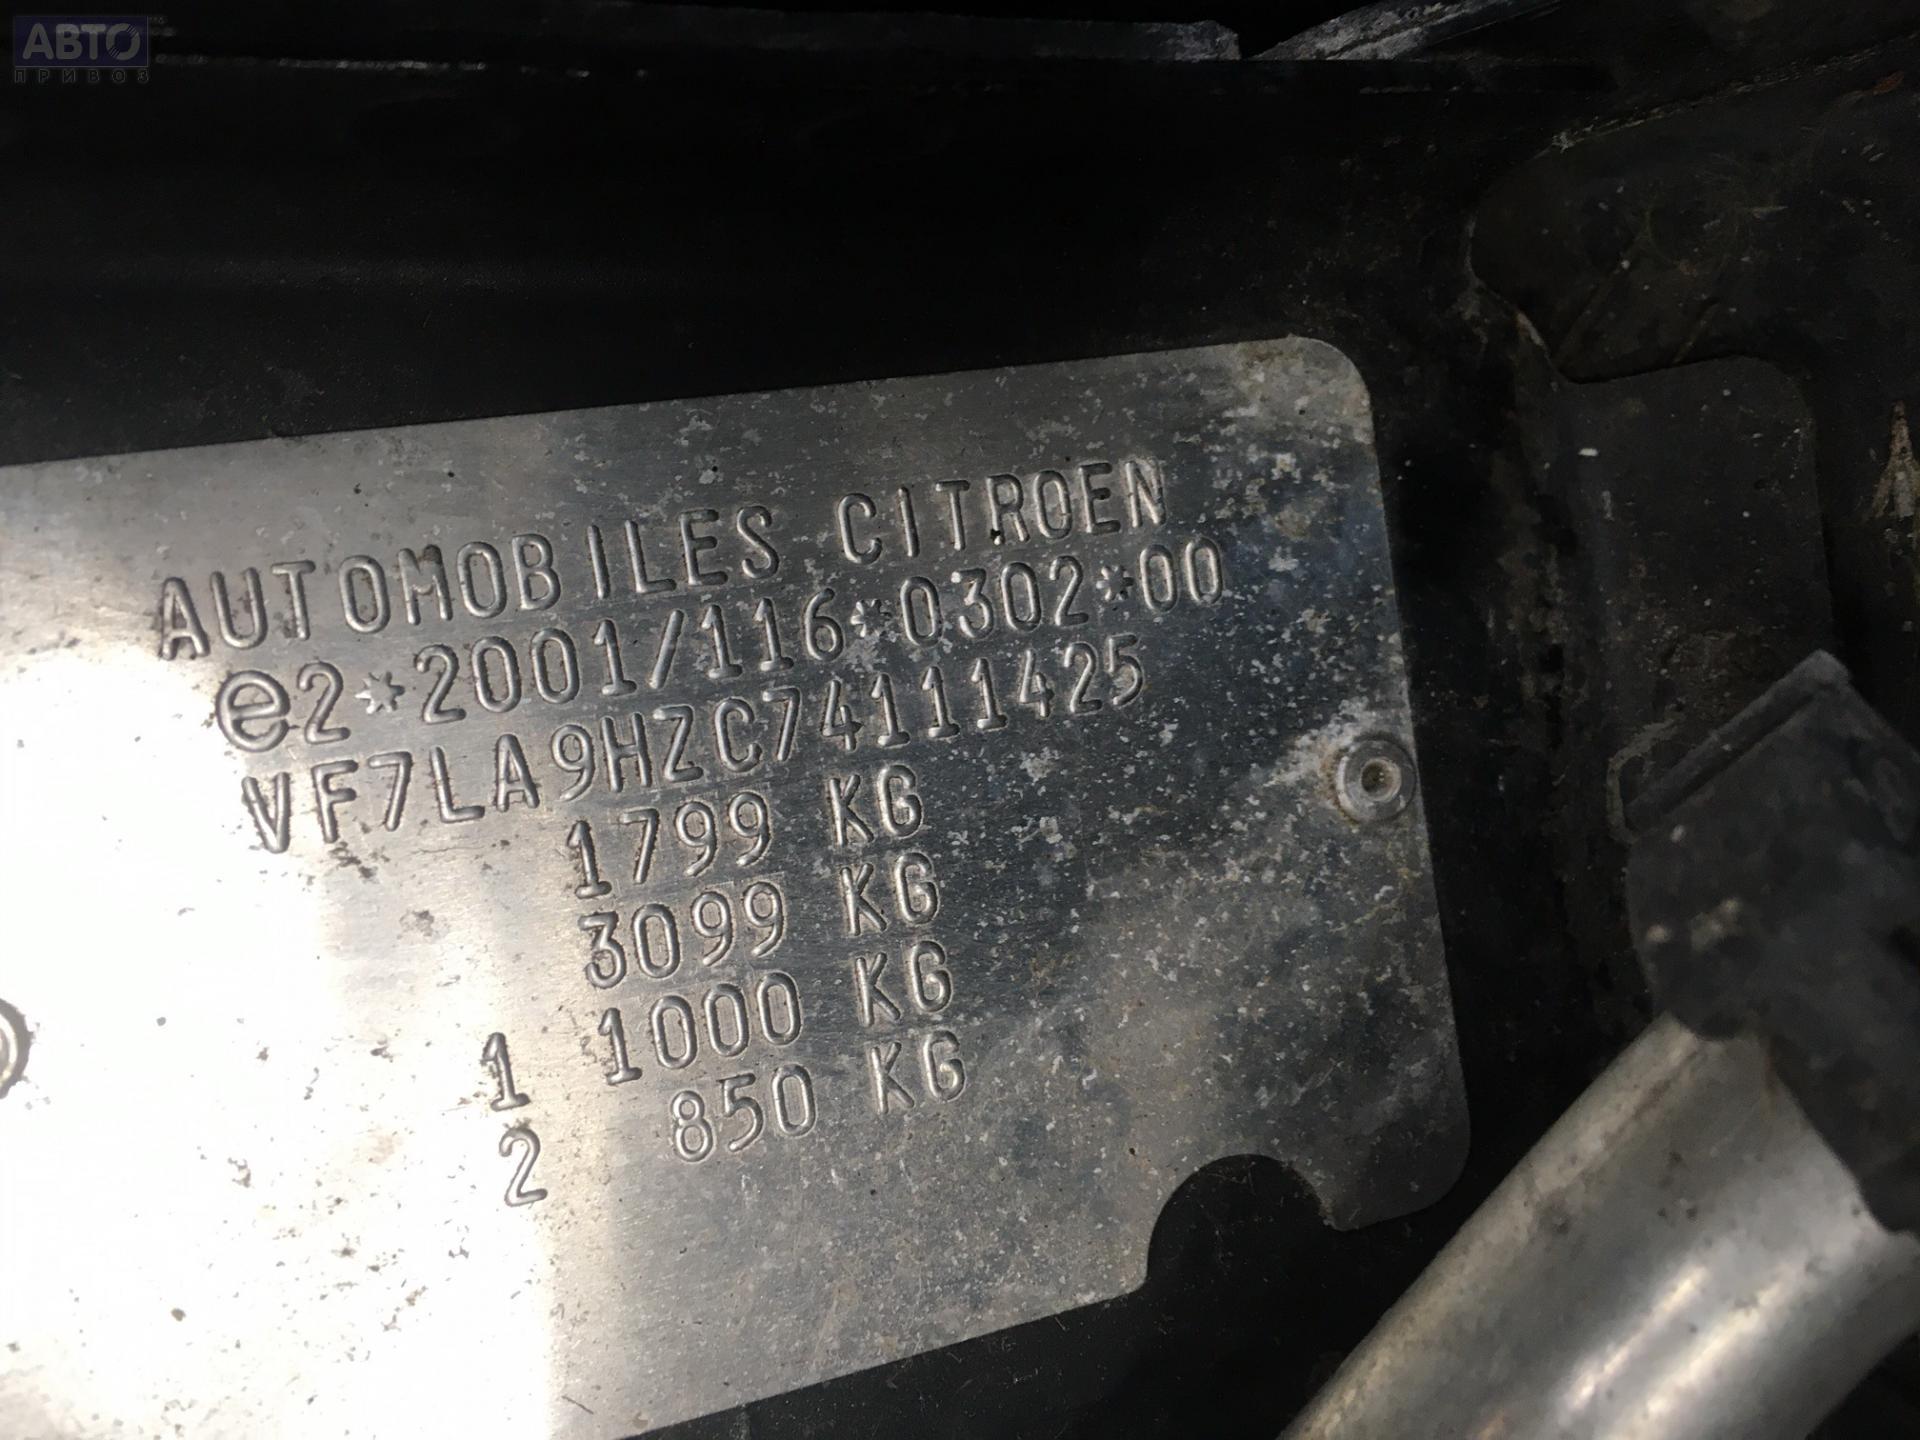 АВТО
ПРИВОЗ
AUTOMOBILES CITROEN
e2*2001/116*0302*00
VF7LA9HZC74111425
1799 KG
3099 KG
1 1000 KG
2 850 KG